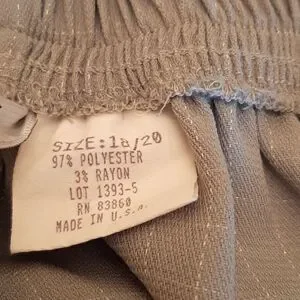 SIZE:18/20
97% POLYESTER
3% RAYON
LOT 1393-5
RN 83860
MADE IN U.S.A.